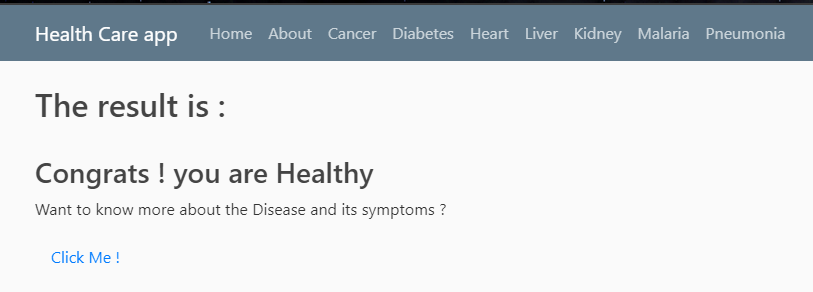 Health Care app Home About Cancer Diabetes Heart Liver Kidney Malaria Pneumonia
The result is :
Congrats ! you are Healthy
Want to know more about the Disease and its symptoms ?
Click Me !